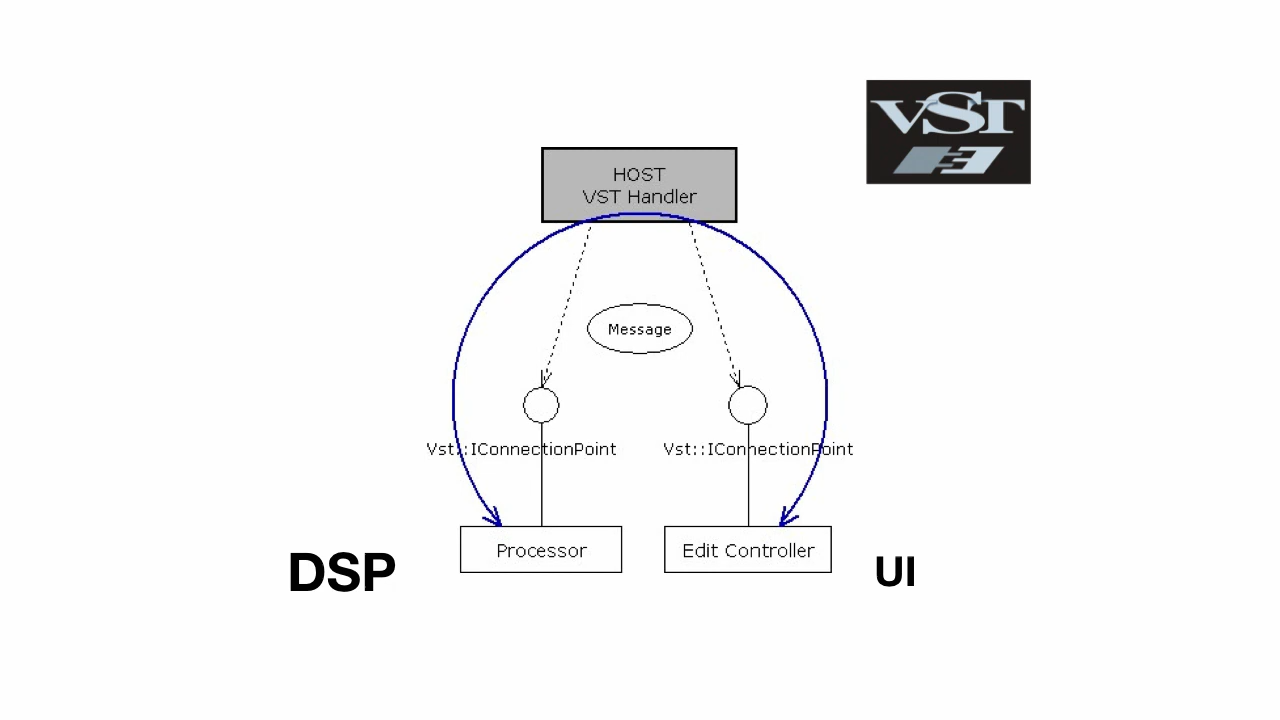 VST
3
HOST
VST Handler
Message
Vst::IConnectionPoint
Vst::IConnectionPoint
Processor
Edit Controller
DSP
UI